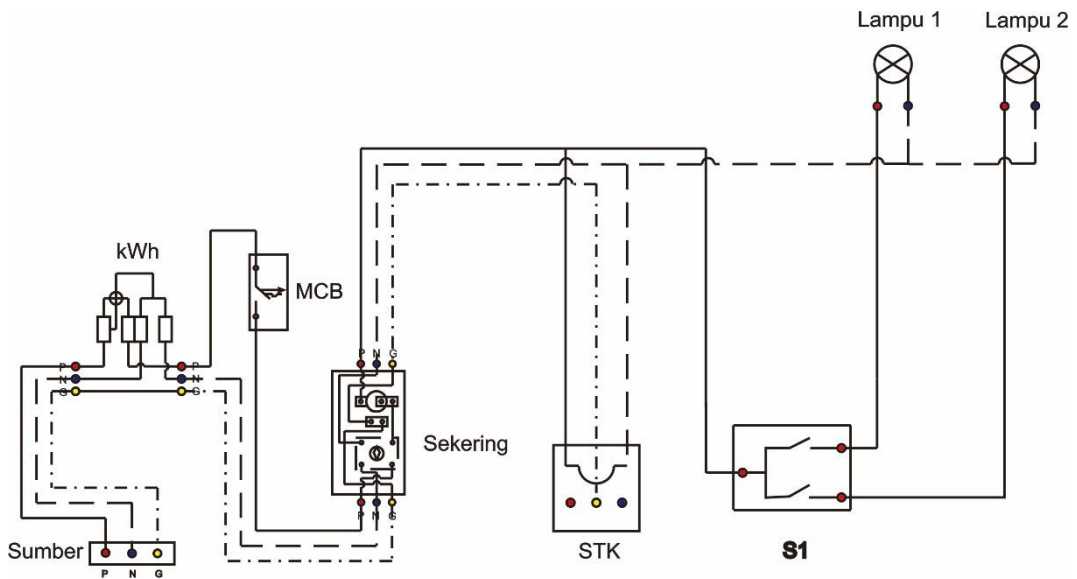 Lampu 1
Lampu 2
kWh
MCB
P
P
N
N
G
G
P N G
Sekering
P N G
Sumber
P N G
STK
S1